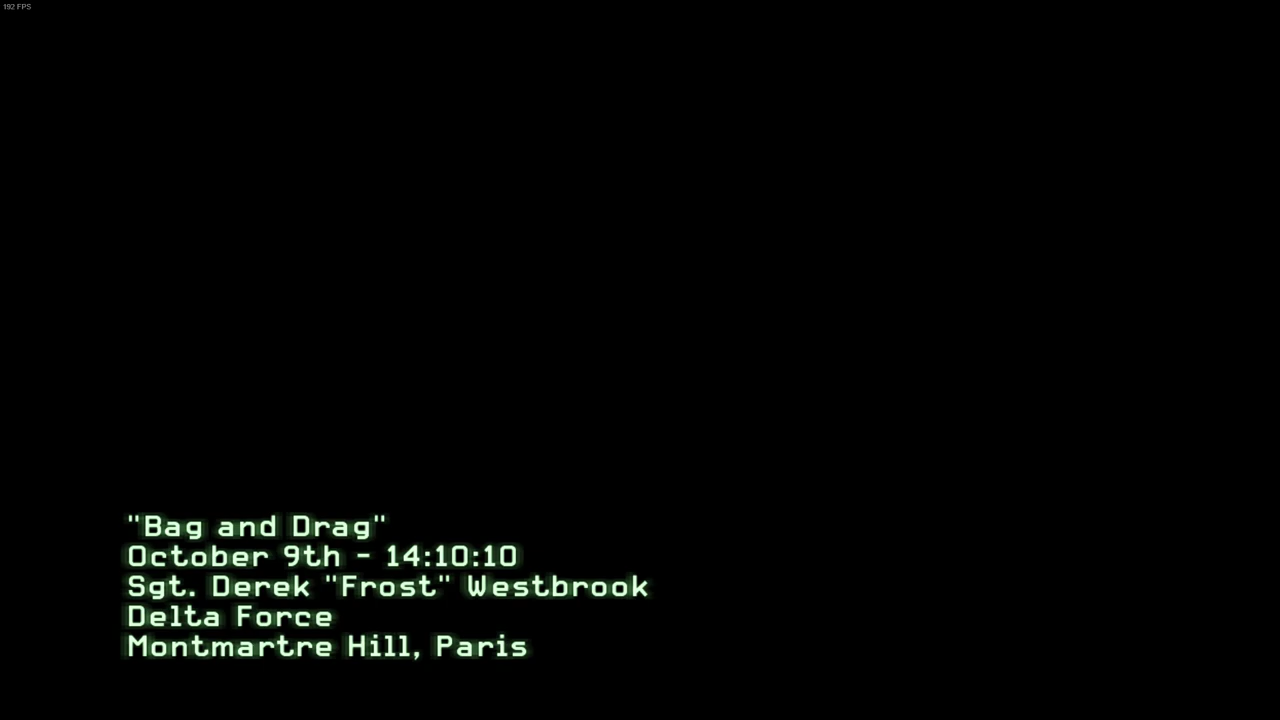 192 FPS
"Bag and Drag"
October 9th - 14:10:10
Sgt. Derek "Frost" Westbrook
Delta Force
Montmartre Hill, Paris